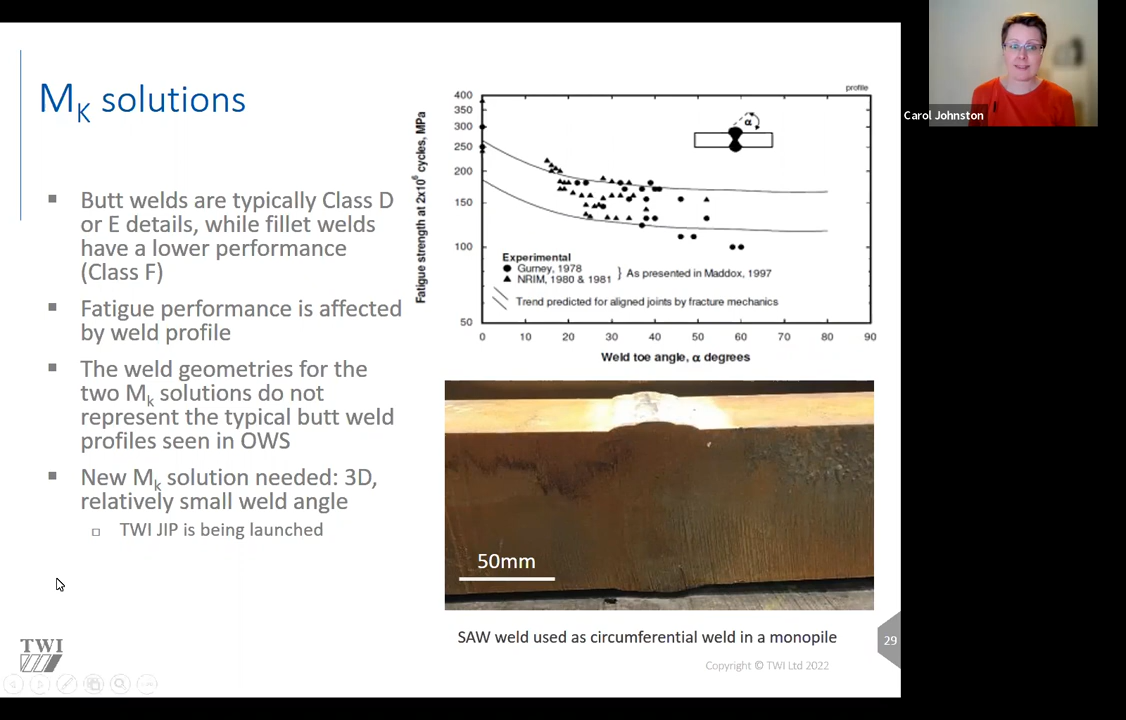 Carol Johnston
M_K solutions
Butt welds are typically Class D
or E details, while fillet welds
have a lower performance
(Class F)
Fatigue performance is affected
by weld profile
The weld geometries for the
two M_k solutions do not
represent the typical butt weld
profiles seen in OWS
New M_k solution needed: 3D,
relatively small weld angle
TWI JIP is being launched
profile
400
350
300
250
200
150
100
50
0 10 20 30 40 50 60 70 80 90
Fatigue strength at 2x10⁶ cycles, MPa
α
Experimental
Gurney, 1978
NRIM, 1980 & 1981
} As presented in Maddox, 1997
Trend predicted for aligned joints by fracture mechanics
Weld toe angle, α degrees
50mm
SAW weld used as circumferential weld in a monopile
29
TWI
Copyright © TWI Ltd 2022